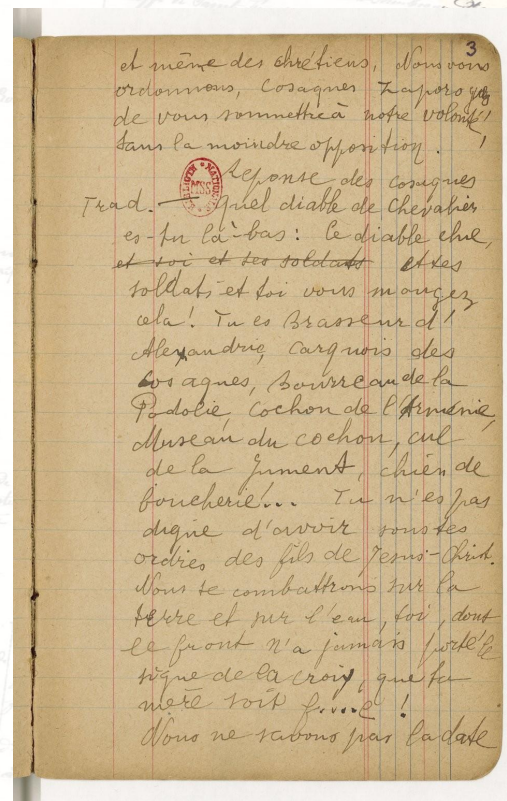 3
et même des chrétiens, Nous vous
ordonnons, Cosaques Zaporogues
de vous sommettre à notre volonté!
sans la moindre opposition.
Réponse des cosaques
Trad. — Quel diable de Chevalier
es-tu là-bas: Ce diable chie,
et toi et tes soldats et tes
soldats et toi vous mangez
cela! Tu es Brasseur d'
Alexandrie, Carquois des
Cosaques, Bourreau de la
Podolie, Cochon de l'Arménie,
Museau du cochon, cul
de la Jument, chien de
boucherie!... Tu n'es pas
digne d'avoir sous tes
ordres des fils de Jesus-Christ.
Nous te combattrons sur la
terre et sur l'eau, toi, dont
le front n'a jamais porté le
signe de la croix, que ta
mère soit f....e !
Nous ne savons pas la date